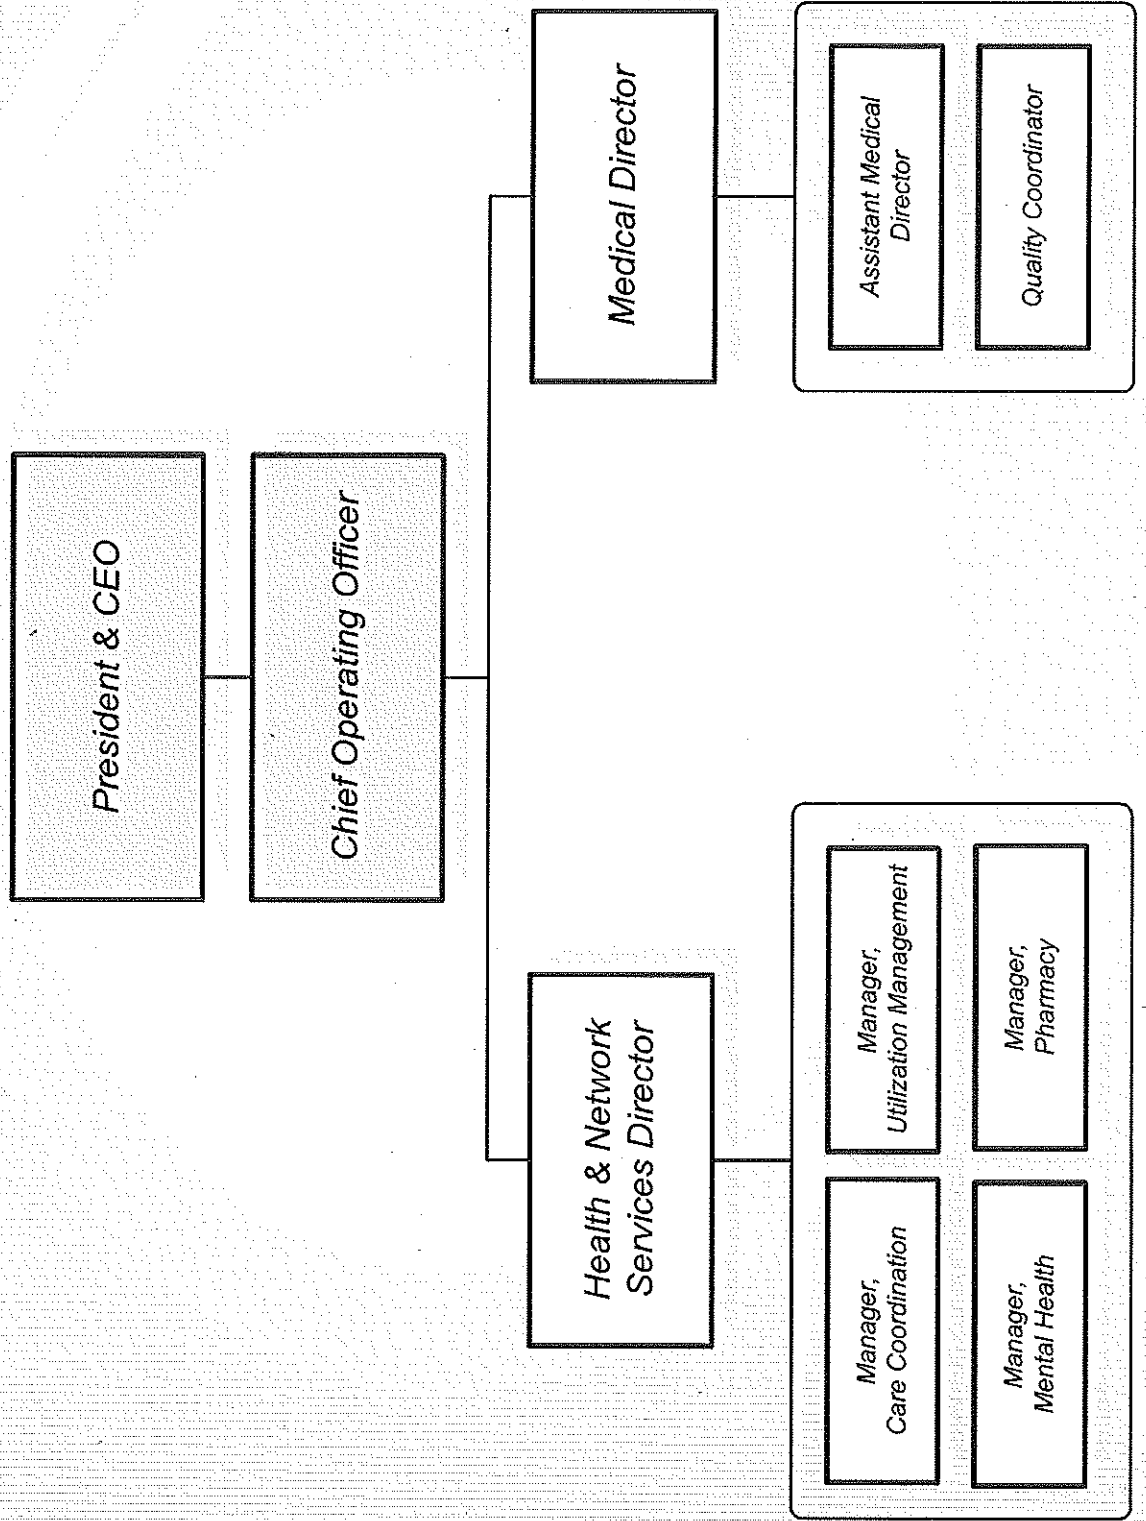 President & CEO
Chief Operating Officer
Health & Network
Services Director
Medical Director
Manager,
Care Coordination
Manager,
Utilization Management
Manager,
Mental Health
Manager,
Pharmacy
Assistant Medical
Director
Quality Coordinator